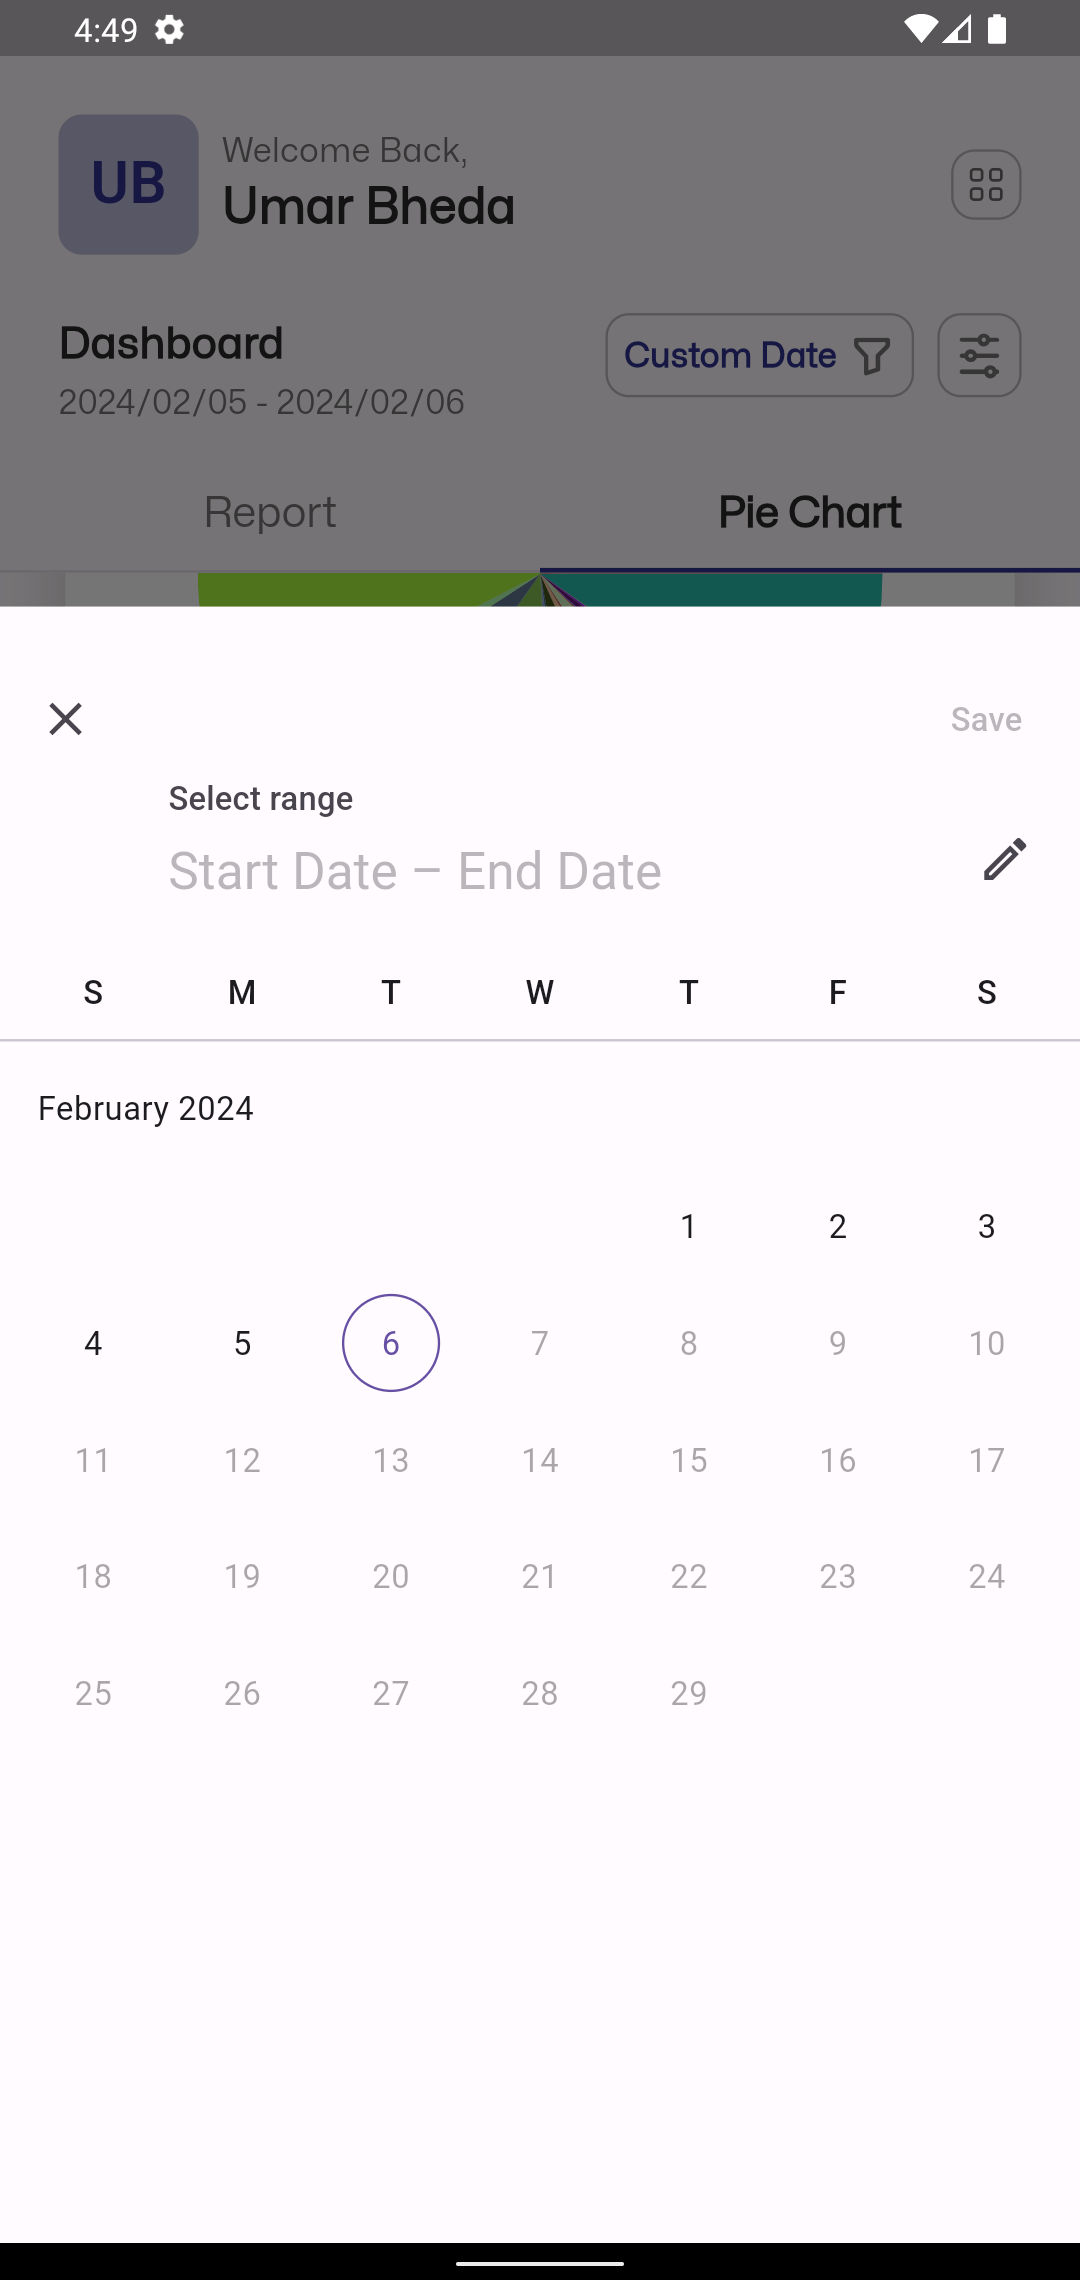 4:49
UB
Welcome Back,
Umar Bheda
Dashboard
Custom Date
2024/02/05 - 2024/02/06
Report Pie Chart
Save
Select range
Start Date – End Date
S M T W T F S
February 2024
1 2 3
4 5 6 7 8 9 10
11 12 13 14 15 16 17
18 19 20 21 22 23 24
25 26 27 28 29